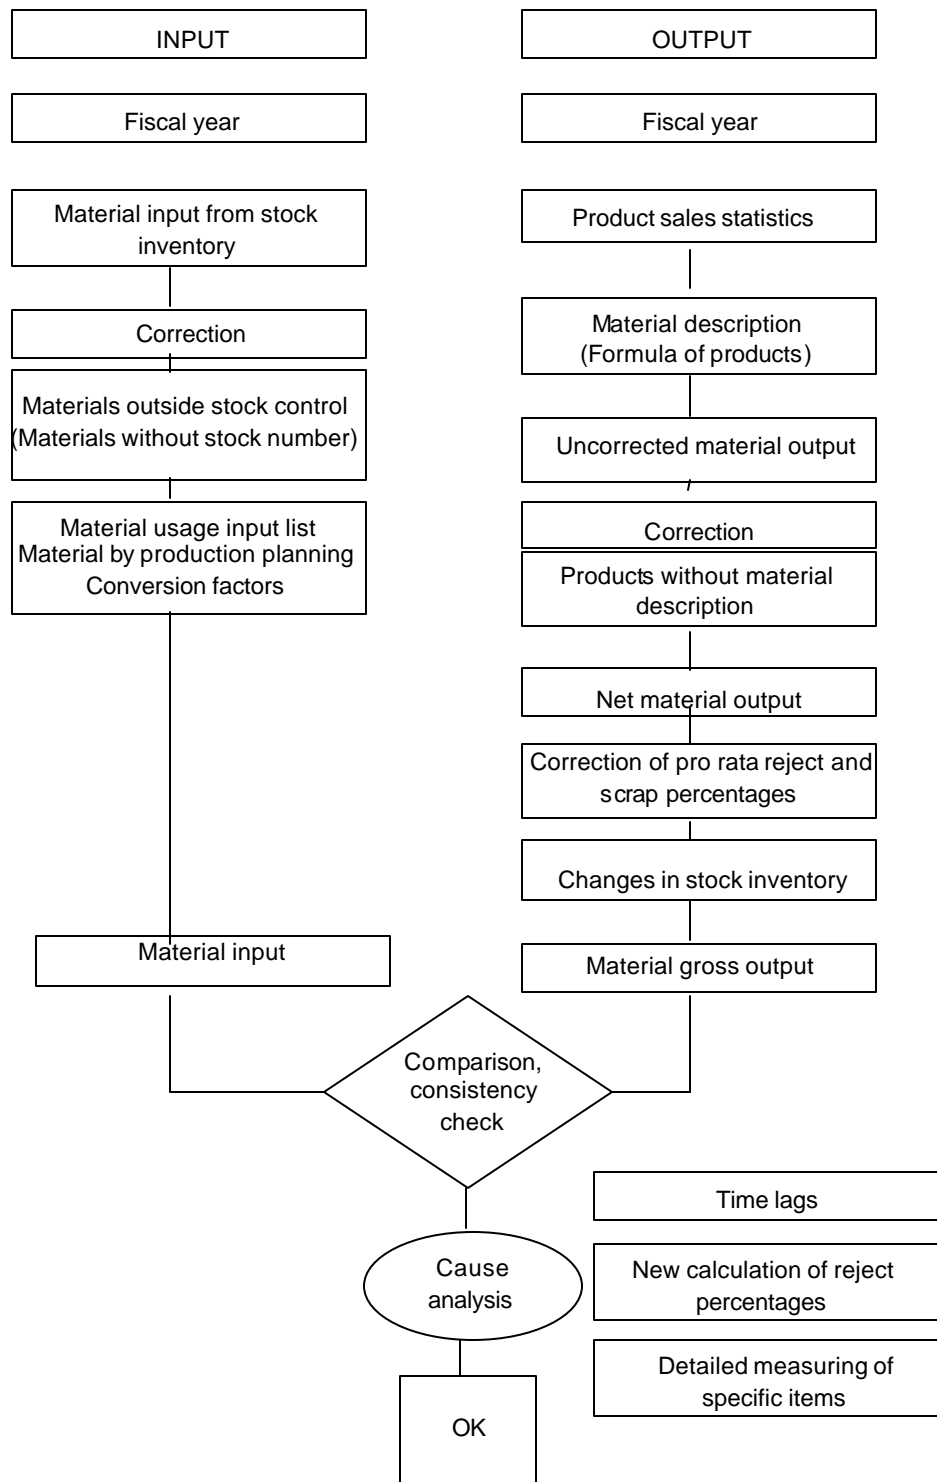 INPUT
Fiscal year
Material input from stock
inventory
Correction
Materials outside stock control
(Materials without stock number)
Material usage input list
Material by production planning
Conversion factors
Material input
OUTPUT
Fiscal year
Product sales statistics
Material description
(Formula of products)
Uncorrected material output
Correction
Products without material
description
Net material output
Correction of pro rata reject and
scrap percentages
Changes in stock inventory
Material gross output
Comparison,
consistency
check
Cause
analysis
OK
Time lags
New calculation of reject
percentages
Detailed measuring of
specific items